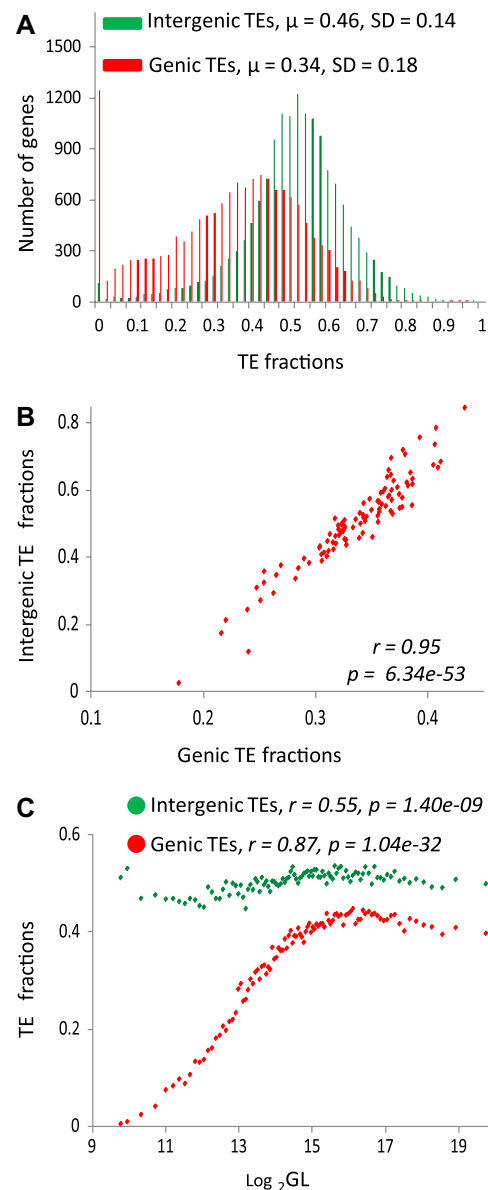 A
Intergenic TEs, µ = 0.46, SD = 0.14
Genic TEs, µ = 0.34, SD = 0.18
1500
1200
900
600
300
0
Number of genes
0 0.1 0.2 0.3 0.4 0.5 0.6 0.7 0.8 0.9 1
TE fractions
B
0.8
0.6
0.4
0.2
0
Intergenic TE fractions
r = 0.95
p = 6.34e-53
0.1 0.2 0.3 0.4
Genic TE fractions
C
Intergenic TEs, r = 0.55, p = 1.40e-09
Genic TEs, r = 0.87, p = 1.04e-32
0.6
0.4
0.2
0
TE fractions
9 11 13 15 17 19
Log 2GL